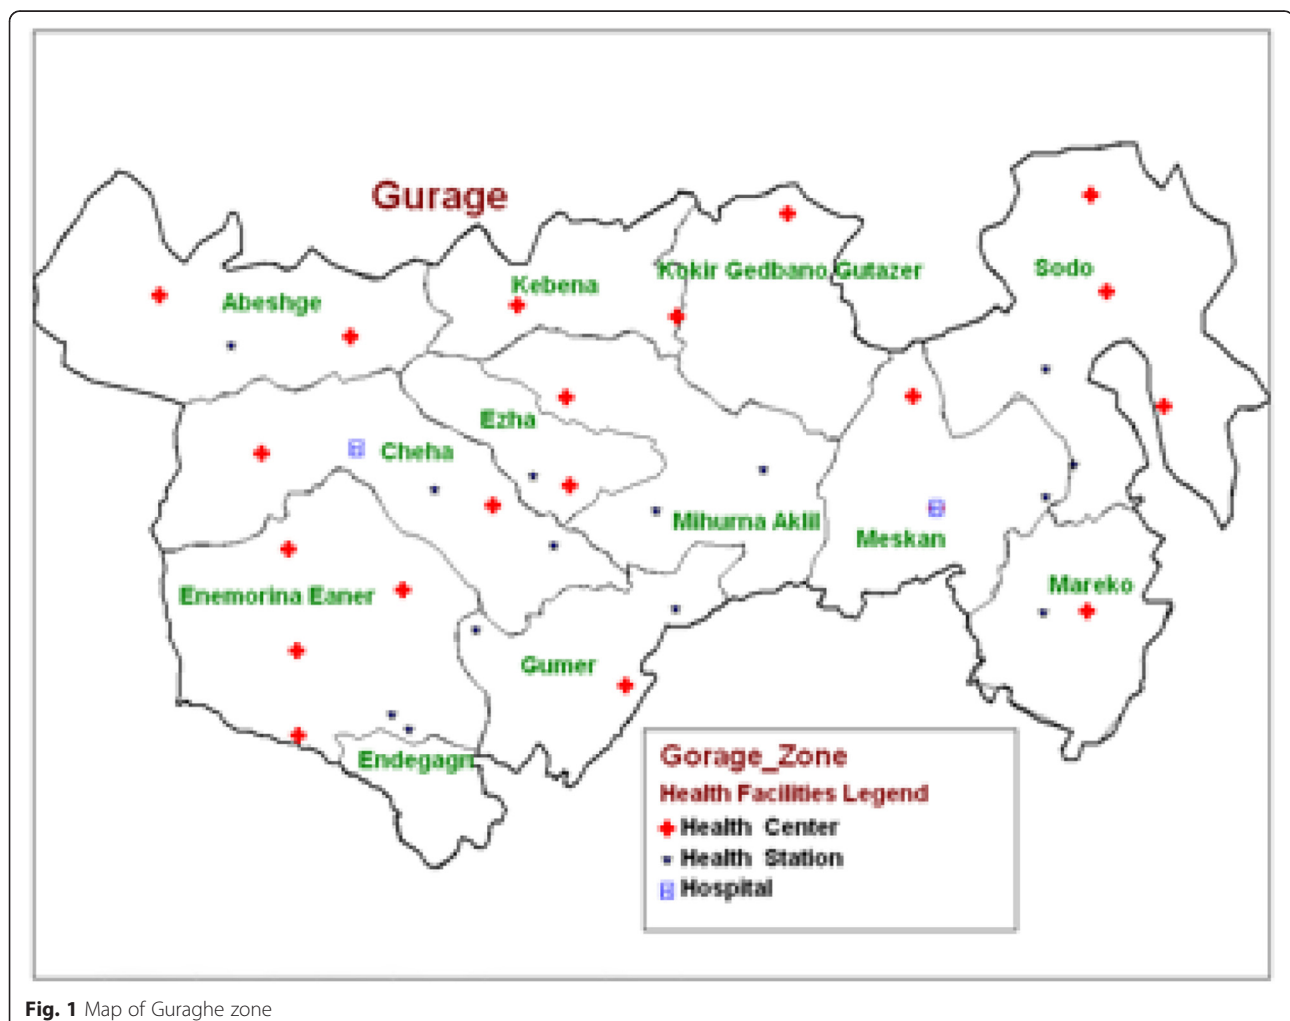 Gurage
Kokir Gedbano Gutazer
Sodo
Kebena
Abeshge
Ezha
Cheha
Mihurna Aklil
Meskan
Mareko
Enemorina Eaner
Gumer
Endegagn
Gorage_Zone
Health Facilities Legend
Health Center
Health Station
Hospital
Fig. 1 Map of Guraghe zone